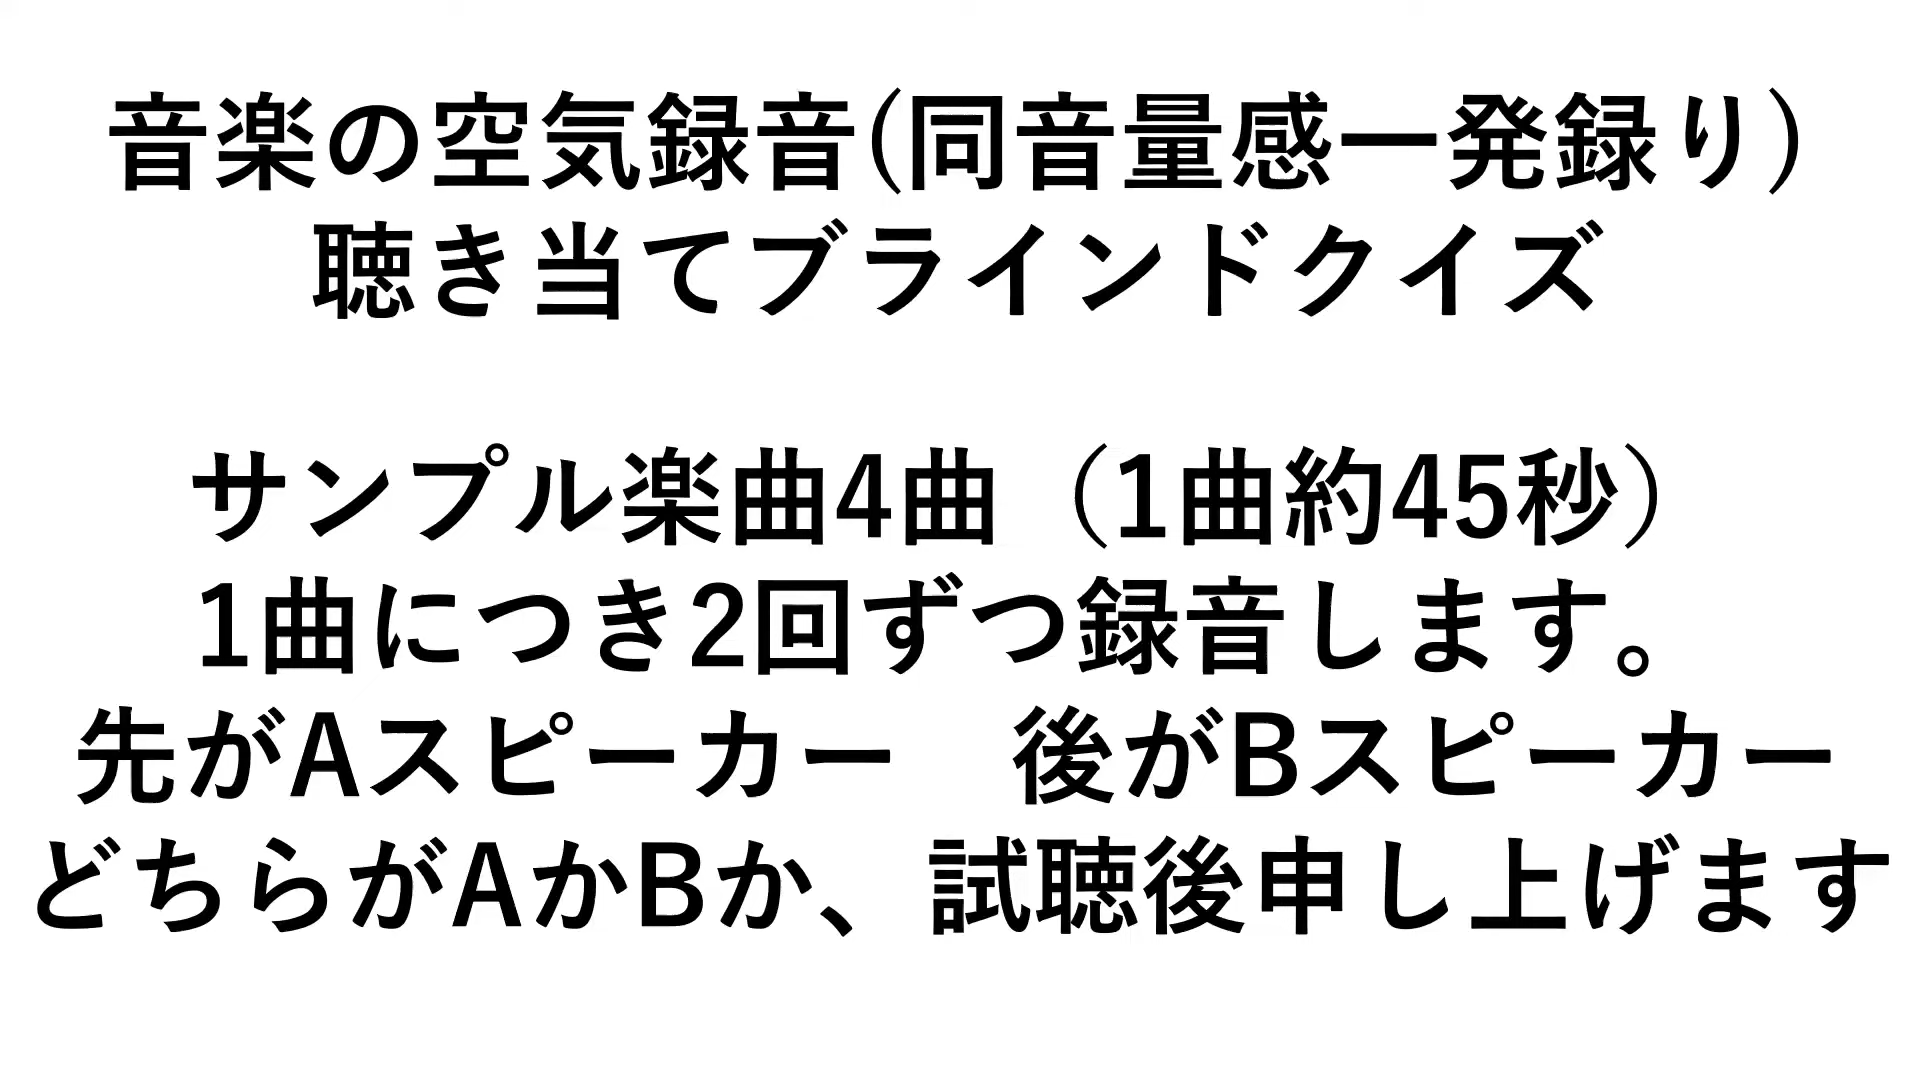 音楽の空気録音(同音量感一発録り)
聴き当てブラインドクイズ
サンプル楽曲4曲（1曲約45秒）
1曲につき2回ずつ録音します。
先がAスピーカー　後がBスピーカー
どちらがAかBか、試聴後申し上げます